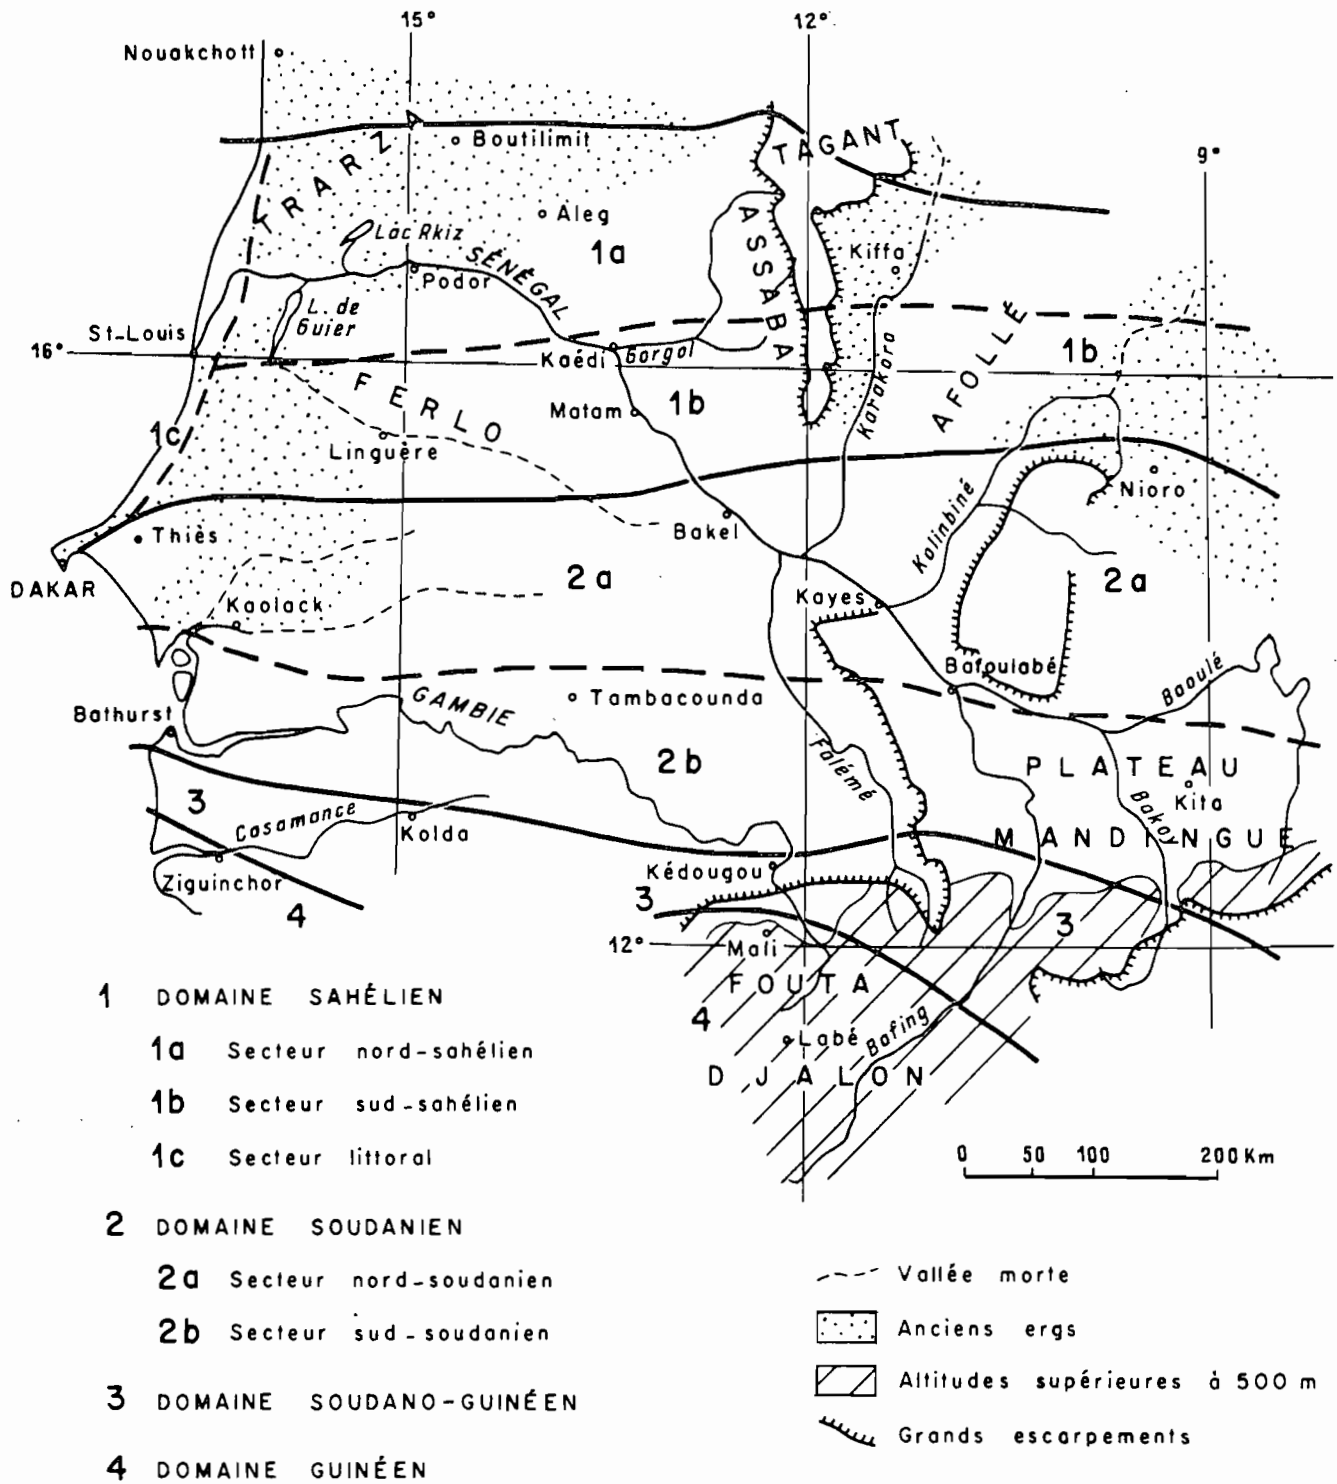 15°
12°
Nouakchott
TRARZA
Boutilimit
TAGANT
9°
Aleg
Lac Rkiz
1a
ASSABA
Kiffa
SÉNÉGAL
Podor
L. de
Guier
St-Louis
16°
Kaédi
Gorgol
Karakora
AFOLLÉ
1b
FERLO
Matam
1b
1c
Linguère
Nioro
Thiès
Bakel
Kolinbiné
DAKAR
2a
2a
Kaolack
Kayes
Bafoulabé
Baoulé
Tambacounda
GAMBIE
Bathurst
Falémé
2b
PLATEAU
Kita
Bakoy
MANDINGUE
3
Casamance
Kolda
Ziguinchor
4
Kédougou
3
3
12°
Mali
FOUTA
4
Labé
Bafing
DJALON
1 DOMAINE SAHÉLIEN
1a Secteur nord-sahélien
1b Secteur sud-sahélien
1c Secteur littoral
0 50 100 200 Km
2 DOMAINE SOUDANIEN
2a Secteur nord-soudanien
2b Secteur sud-soudanien
3 DOMAINE SOUDANO-GUINÉEN
4 DOMAINE GUINÉEN
Vallée morte
Anciens ergs
Altitudes supérieures à 500 m
Grands escarpements